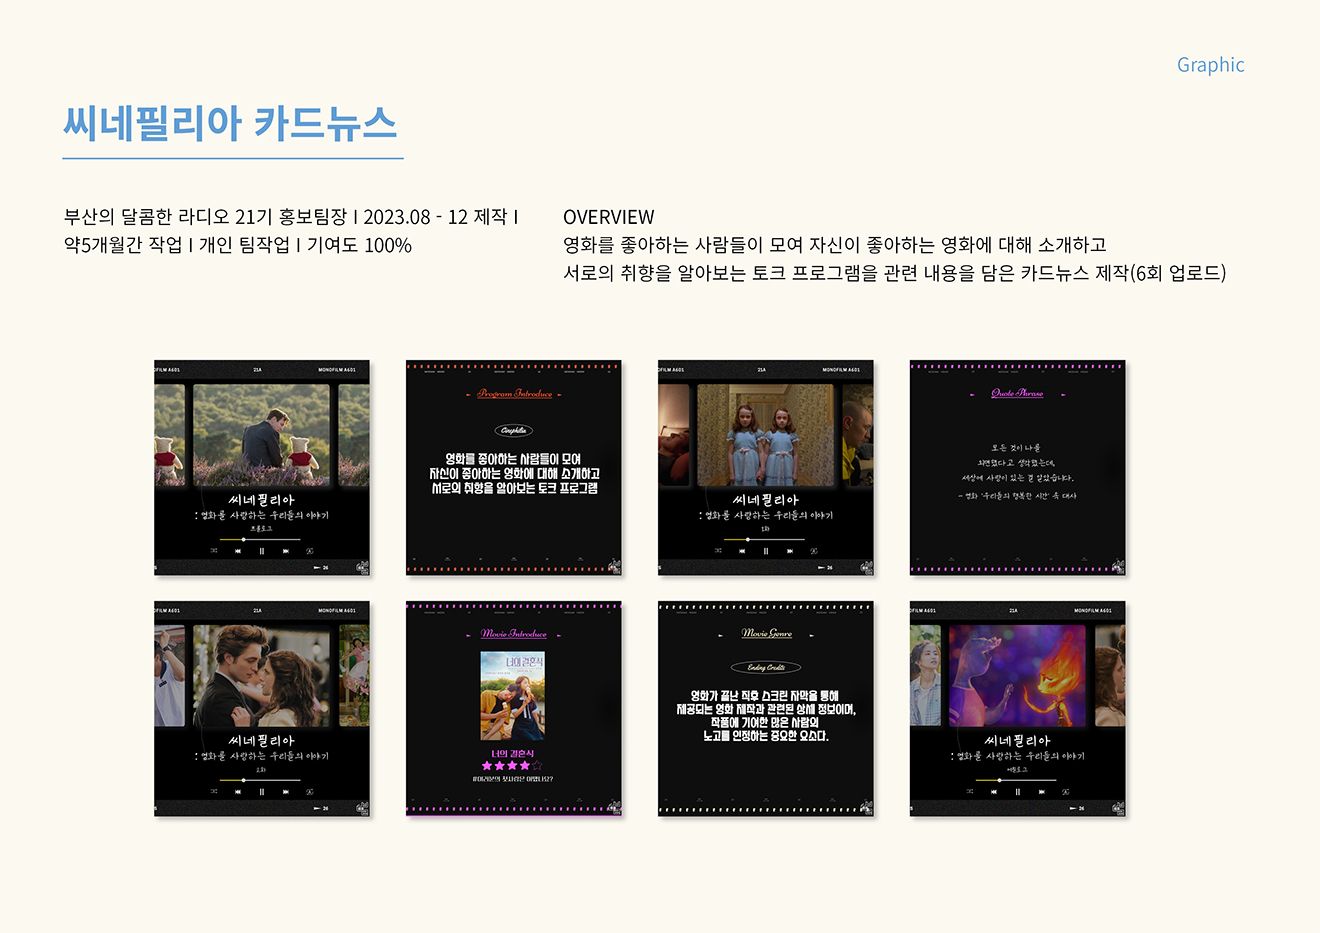 Graphic
씨네필리아 카드뉴스
부산의 달콤한 라디오 21기 홍보팀장 I 2023.08 - 12 제작 I
약5개월간 작업 I 개인 팀작업 I 기여도 100%
OVERVIEW
영화를 좋아하는 사람들이 모여 자신이 좋아하는 영화에 대해 소개하고
서로의 취향을 알아보는 토크 프로그램을 관련 내용을 담은 카드뉴스 제작(6회 업로드)
OFILM A601 21A MONOFILM A601
씨네필리아
: 영화를 사랑하는 우리들의 이야기
프롤로그
26
Program Introduce
Cinephilia
영화를 좋아하는 사람들이 모여
자신이 좋아하는 영화에 대해 소개하고
서로의 취향을 알아보는 토크 프로그램
OFILM A601 21A MONOFILM A601
씨네필리아
: 영화를 사랑하는 우리들의 이야기
1화
26
Quote Phrase
모든 것이 나를
외면했다고 생각했는데,
세상에 사랑이 있는 걸 알았습니다.
- 영화 '우리들의 행복한 시간' 속 대사
OFILM A601 21A MONOFILM A601
씨네필리아
: 영화를 사랑하는 우리들의 이야기
2화
26
Movie Introduce
너의 결혼식
너의 결혼식
#여러분의 첫사랑은 어땠나요?
Movie Genre
Ending Credits
영화가 끝난 직후 스크린 자막을 통해
제공되는 영화 제작과 관련된 상세 정보이며,
작품에 기여한 많은 사람의
노고를 인정하는 중요한 요소다.
OFILM A601 21A MONOFILM A601
씨네필리아
: 영화를 사랑하는 우리들의 이야기
에필로그
26